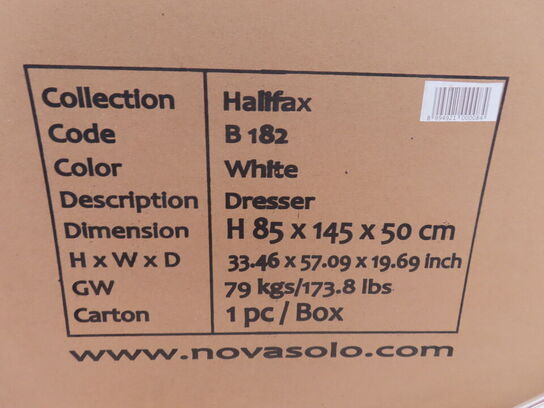 Collection Halifax
8994921000084
Code B 182
Color White
Description Dresser
Dimension H 85 x 145 x 50 cm
H x W x D 33.46 x 57.09 x 19.69 inch
GW 79 kgs/173.8 lbs
Carton 1 pc / Box
www.novasolo.com